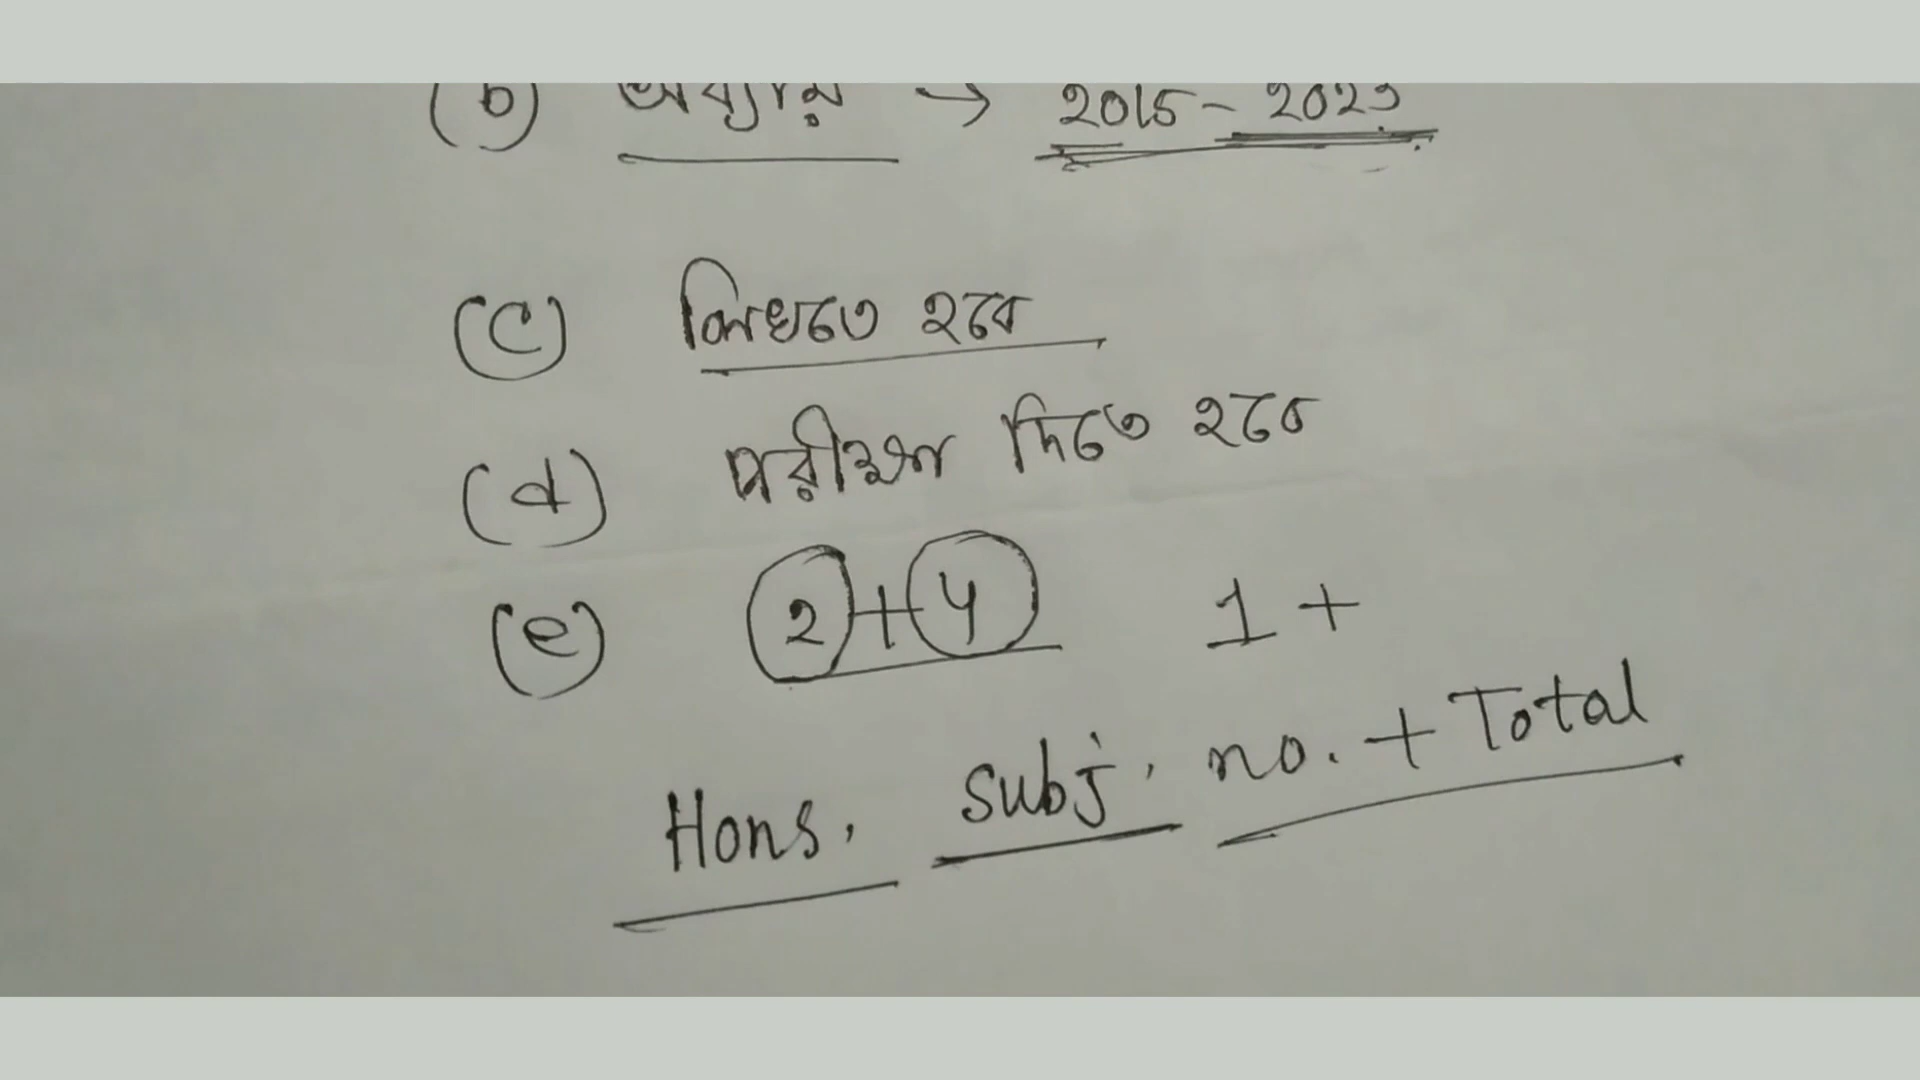 (b) অধ্যায় → 2015 - 2023
(c) লিখতে হবে
(d) পরীক্ষা দিতে হবে
(e) 2+4 1+
Hons. Subj. no. + Total